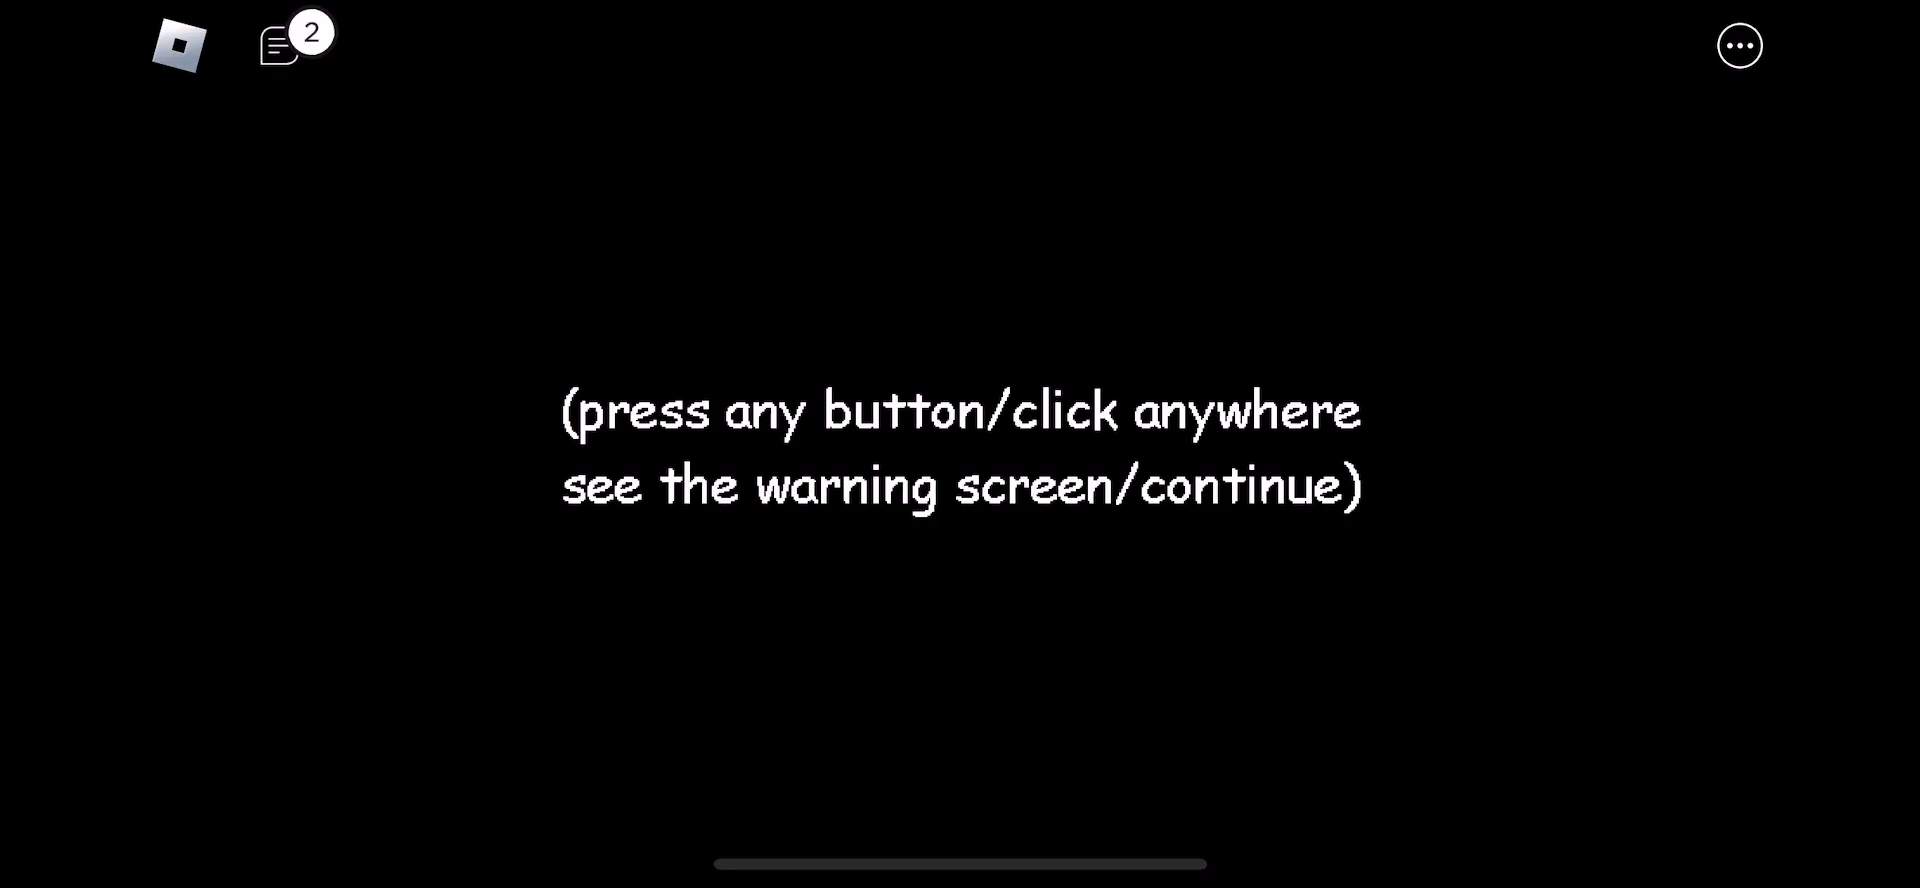 2
(press any button/click anywhere
see the warning screen/continue)